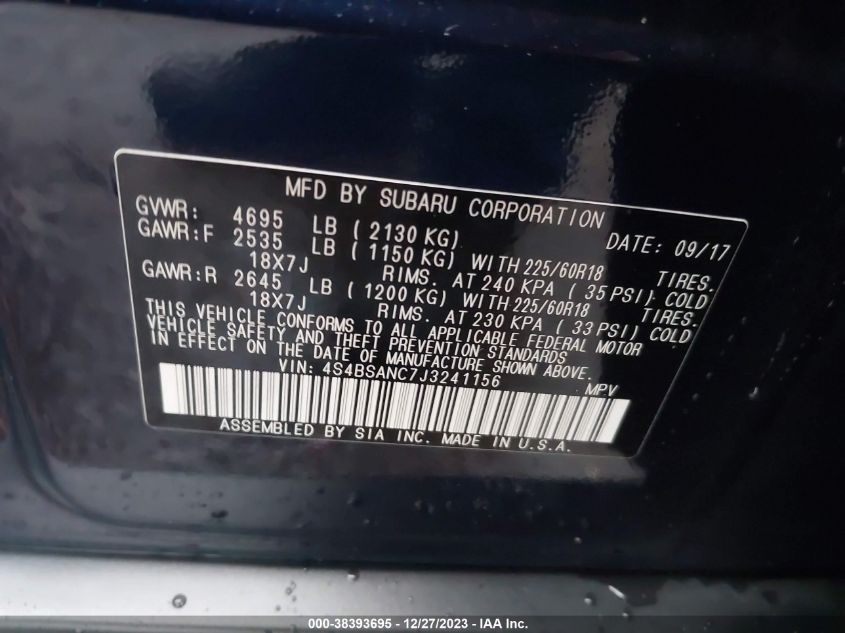 MFD BY SUBARU CORPORATION
GVWR: 4695 LB ( 2130 KG) DATE: 09/17
GAWR:F 2535 LB ( 1150 KG) WITH 225/60R18 TIRES.
18X7J RIMS. AT 240 KPA ( 35 PSI) COLD
GAWR:R 2645 LB ( 1200 KG) WITH 225/60R18 TIRES.
18X7J RIMS. AT 230 KPA ( 33 PSI) COLD
THIS VEHICLE CONFORMS TO ALL APPLICABLE FEDERAL MOTOR
VEHICLE SAFETY AND THEFT PREVENTION STANDARDS
IN EFFECT ON THE DATE OF MANUFACTURE SHOWN ABOVE.
VIN: 4S4BSANC7J3241156 MPV
ASSEMBLED BY SIA INC. MADE IN U.S.A.
000-38393695 - 12/27/2023 - IAA Inc.